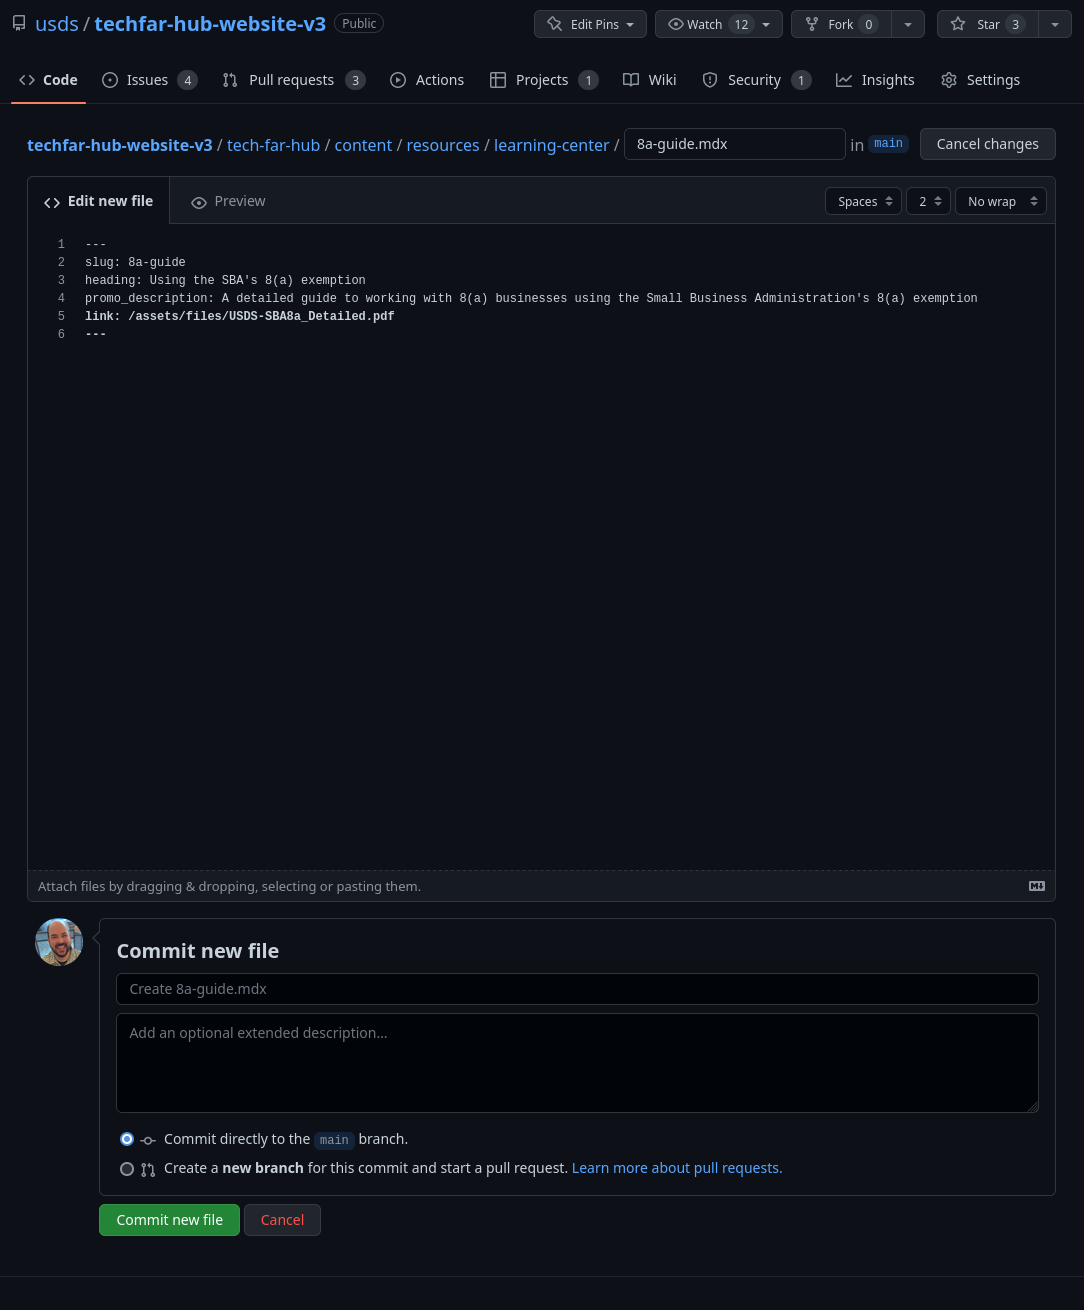 usds / techfar-hub-website-v3 Public Edit Pins Watch 12 Fork 0 Star 3
Code Issues 4 Pull requests 3 Actions Projects 1 Wiki Security 1 Insights Settings
techfar-hub-website-v3 / tech-far-hub / content / resources / learning-center / 8a-guide.mdx in main Cancel changes
Edit new file Preview Spaces 2 No wrap
1 ---
2 slug: 8a-guide
3 heading: Using the SBA's 8(a) exemption
4 promo_description: A detailed guide to working with 8(a) businesses using the Small Business Administration's 8(a) exemption
5 link: /assets/files/USDS-SBA8a_Detailed.pdf
6 ---
Attach files by dragging & dropping, selecting or pasting them.
Commit new file
Create 8a-guide.mdx
Add an optional extended description...
Commit directly to the main branch.
Create a new branch for this commit and start a pull request. Learn more about pull requests.
Commit new file Cancel